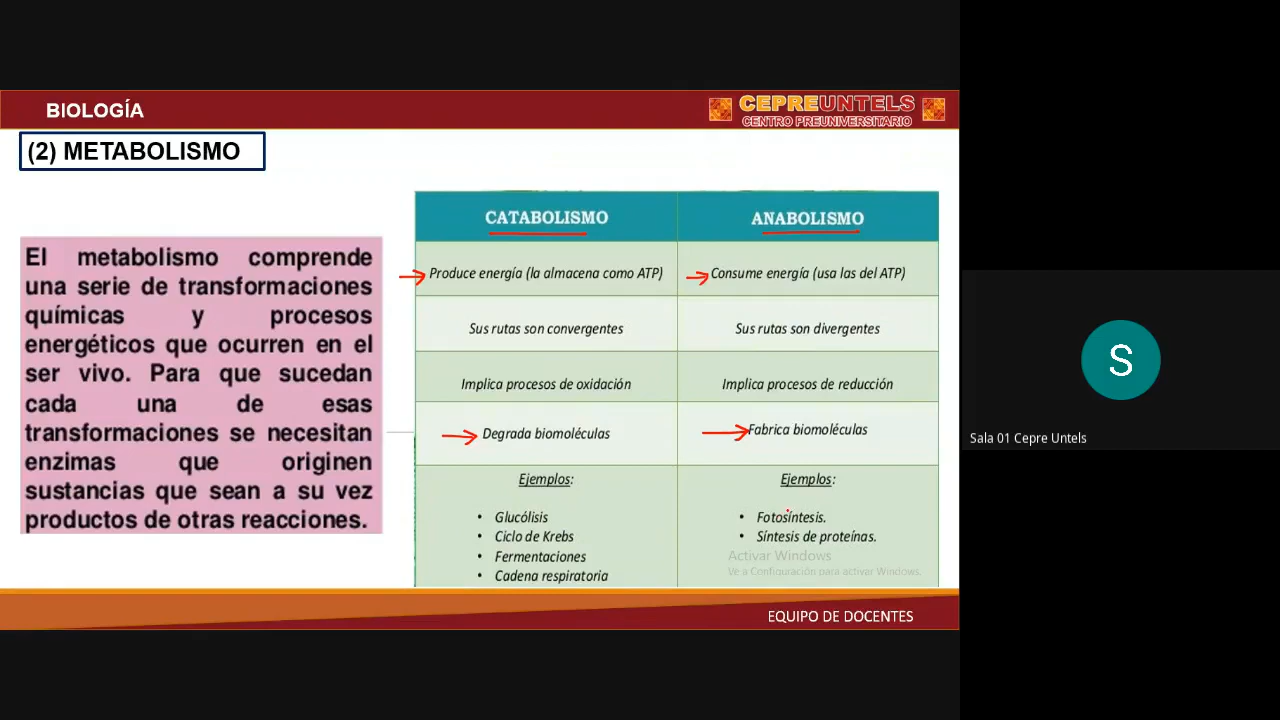 BIOLOGÍA
CEPREUNTELS
CENTRO PREUNIVERSITARIO
(2) METABOLISMO
El metabolismo comprende
una serie de transformaciones
químicas y procesos
energéticos que ocurren en el
ser vivo. Para que sucedan
cada una de esas
transformaciones se necesitan
enzimas que originen
sustancias que sean a su vez
productos de otras reacciones.
CATABOLISMO
ANABOLISMO
Produce energía (la almacena como ATP)
Consume energía (usa las del ATP)
Sus rutas son convergentes
Sus rutas son divergentes
Implica procesos de oxidación
Implica procesos de reducción
Degrada biomoléculas
Fabrica biomoléculas
Ejemplos:
• Glucólisis
• Ciclo de Krebs
• Fermentaciones
• Cadena respiratoria
Ejemplos:
• Fotosíntesis.
• Síntesis de proteínas.
Activar Windows
Ve a Configuración para activar Windows.
EQUIPO DE DOCENTES
S
Sala 01 Cepre Untels